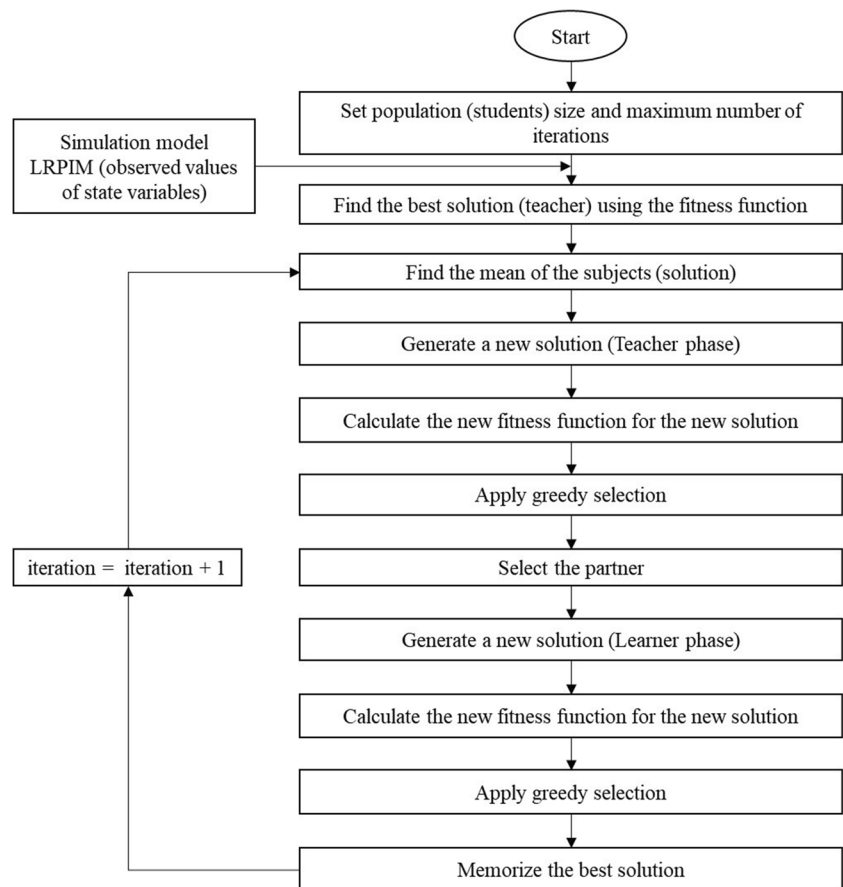 Start
Set population (students) size and maximum number of
iterations
Simulation model
LRPIM (observed values
of state variables)
Find the best solution (teacher) using the fitness function
Find the mean of the subjects (solution)
Generate a new solution (Teacher phase)
Calculate the new fitness function for the new solution
Apply greedy selection
Select the partner
iteration = iteration + 1
Generate a new solution (Learner phase)
Calculate the new fitness function for the new solution
Apply greedy selection
Memorize the best solution